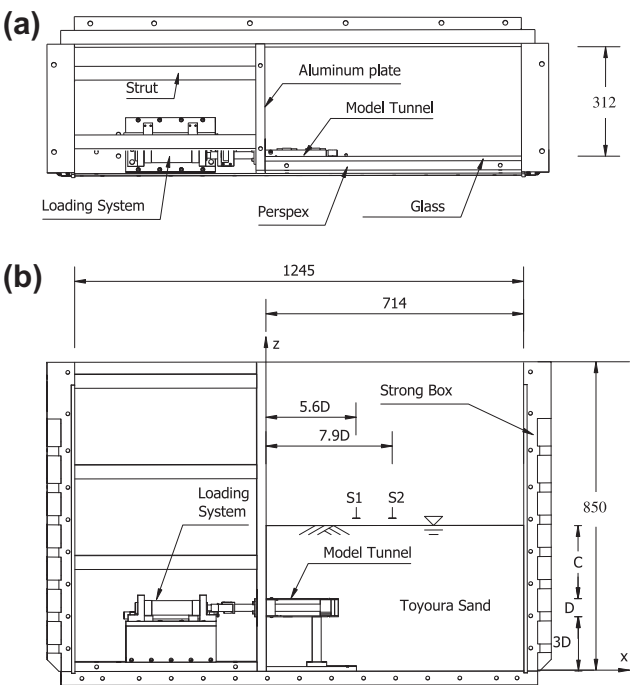 (a)
Aluminum plate
Strut
Model Tunnel
312
Loading System
Perspex
Glass
(b)
1245
714
z
Strong Box
5.6D
7.9D
S1 S2
Loading
System
850
Model Tunnel
C
Toyoura Sand
D
3D
x